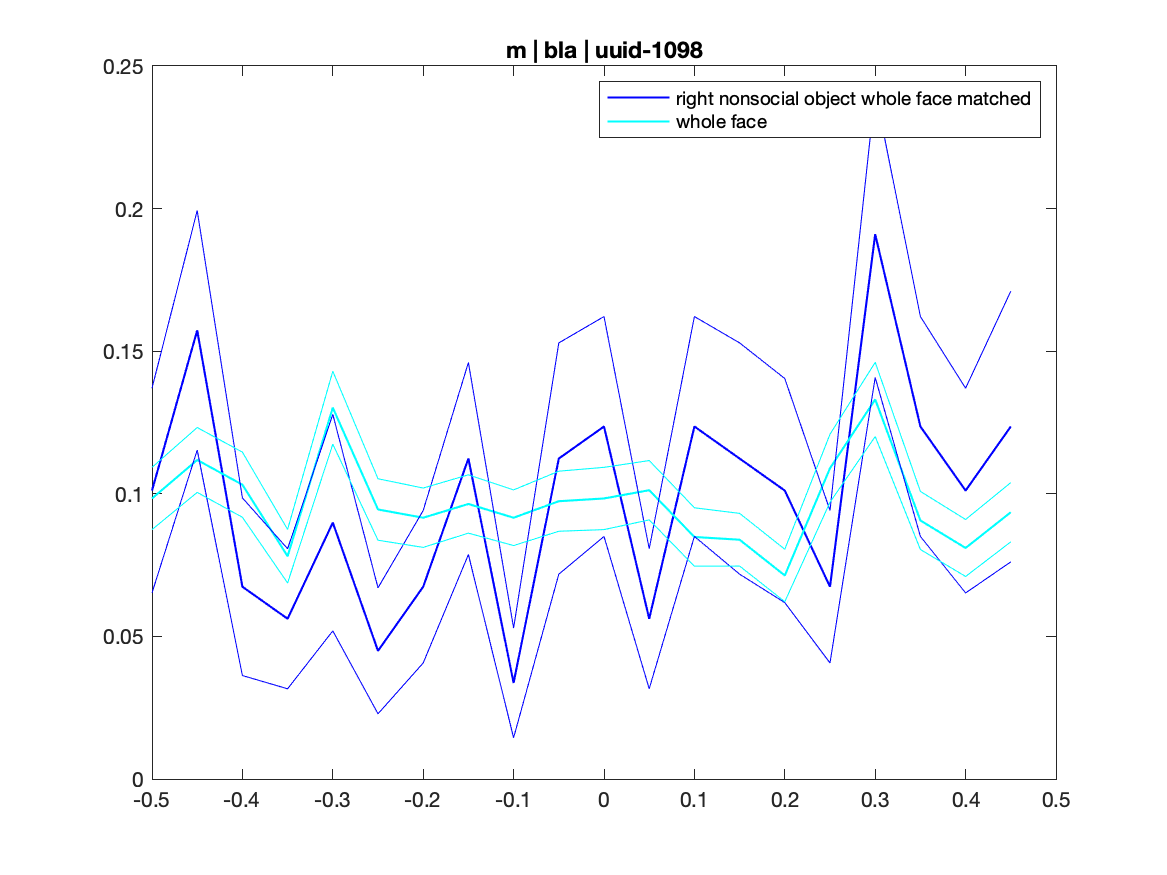 m | bla | uuid-1098
right nonsocial object whole face matched
whole face
0.25
0.2
0.15
0.1
0.05
0
-0.5 -0.4 -0.3 -0.2 -0.1 0 0.1 0.2 0.3 0.4 0.5